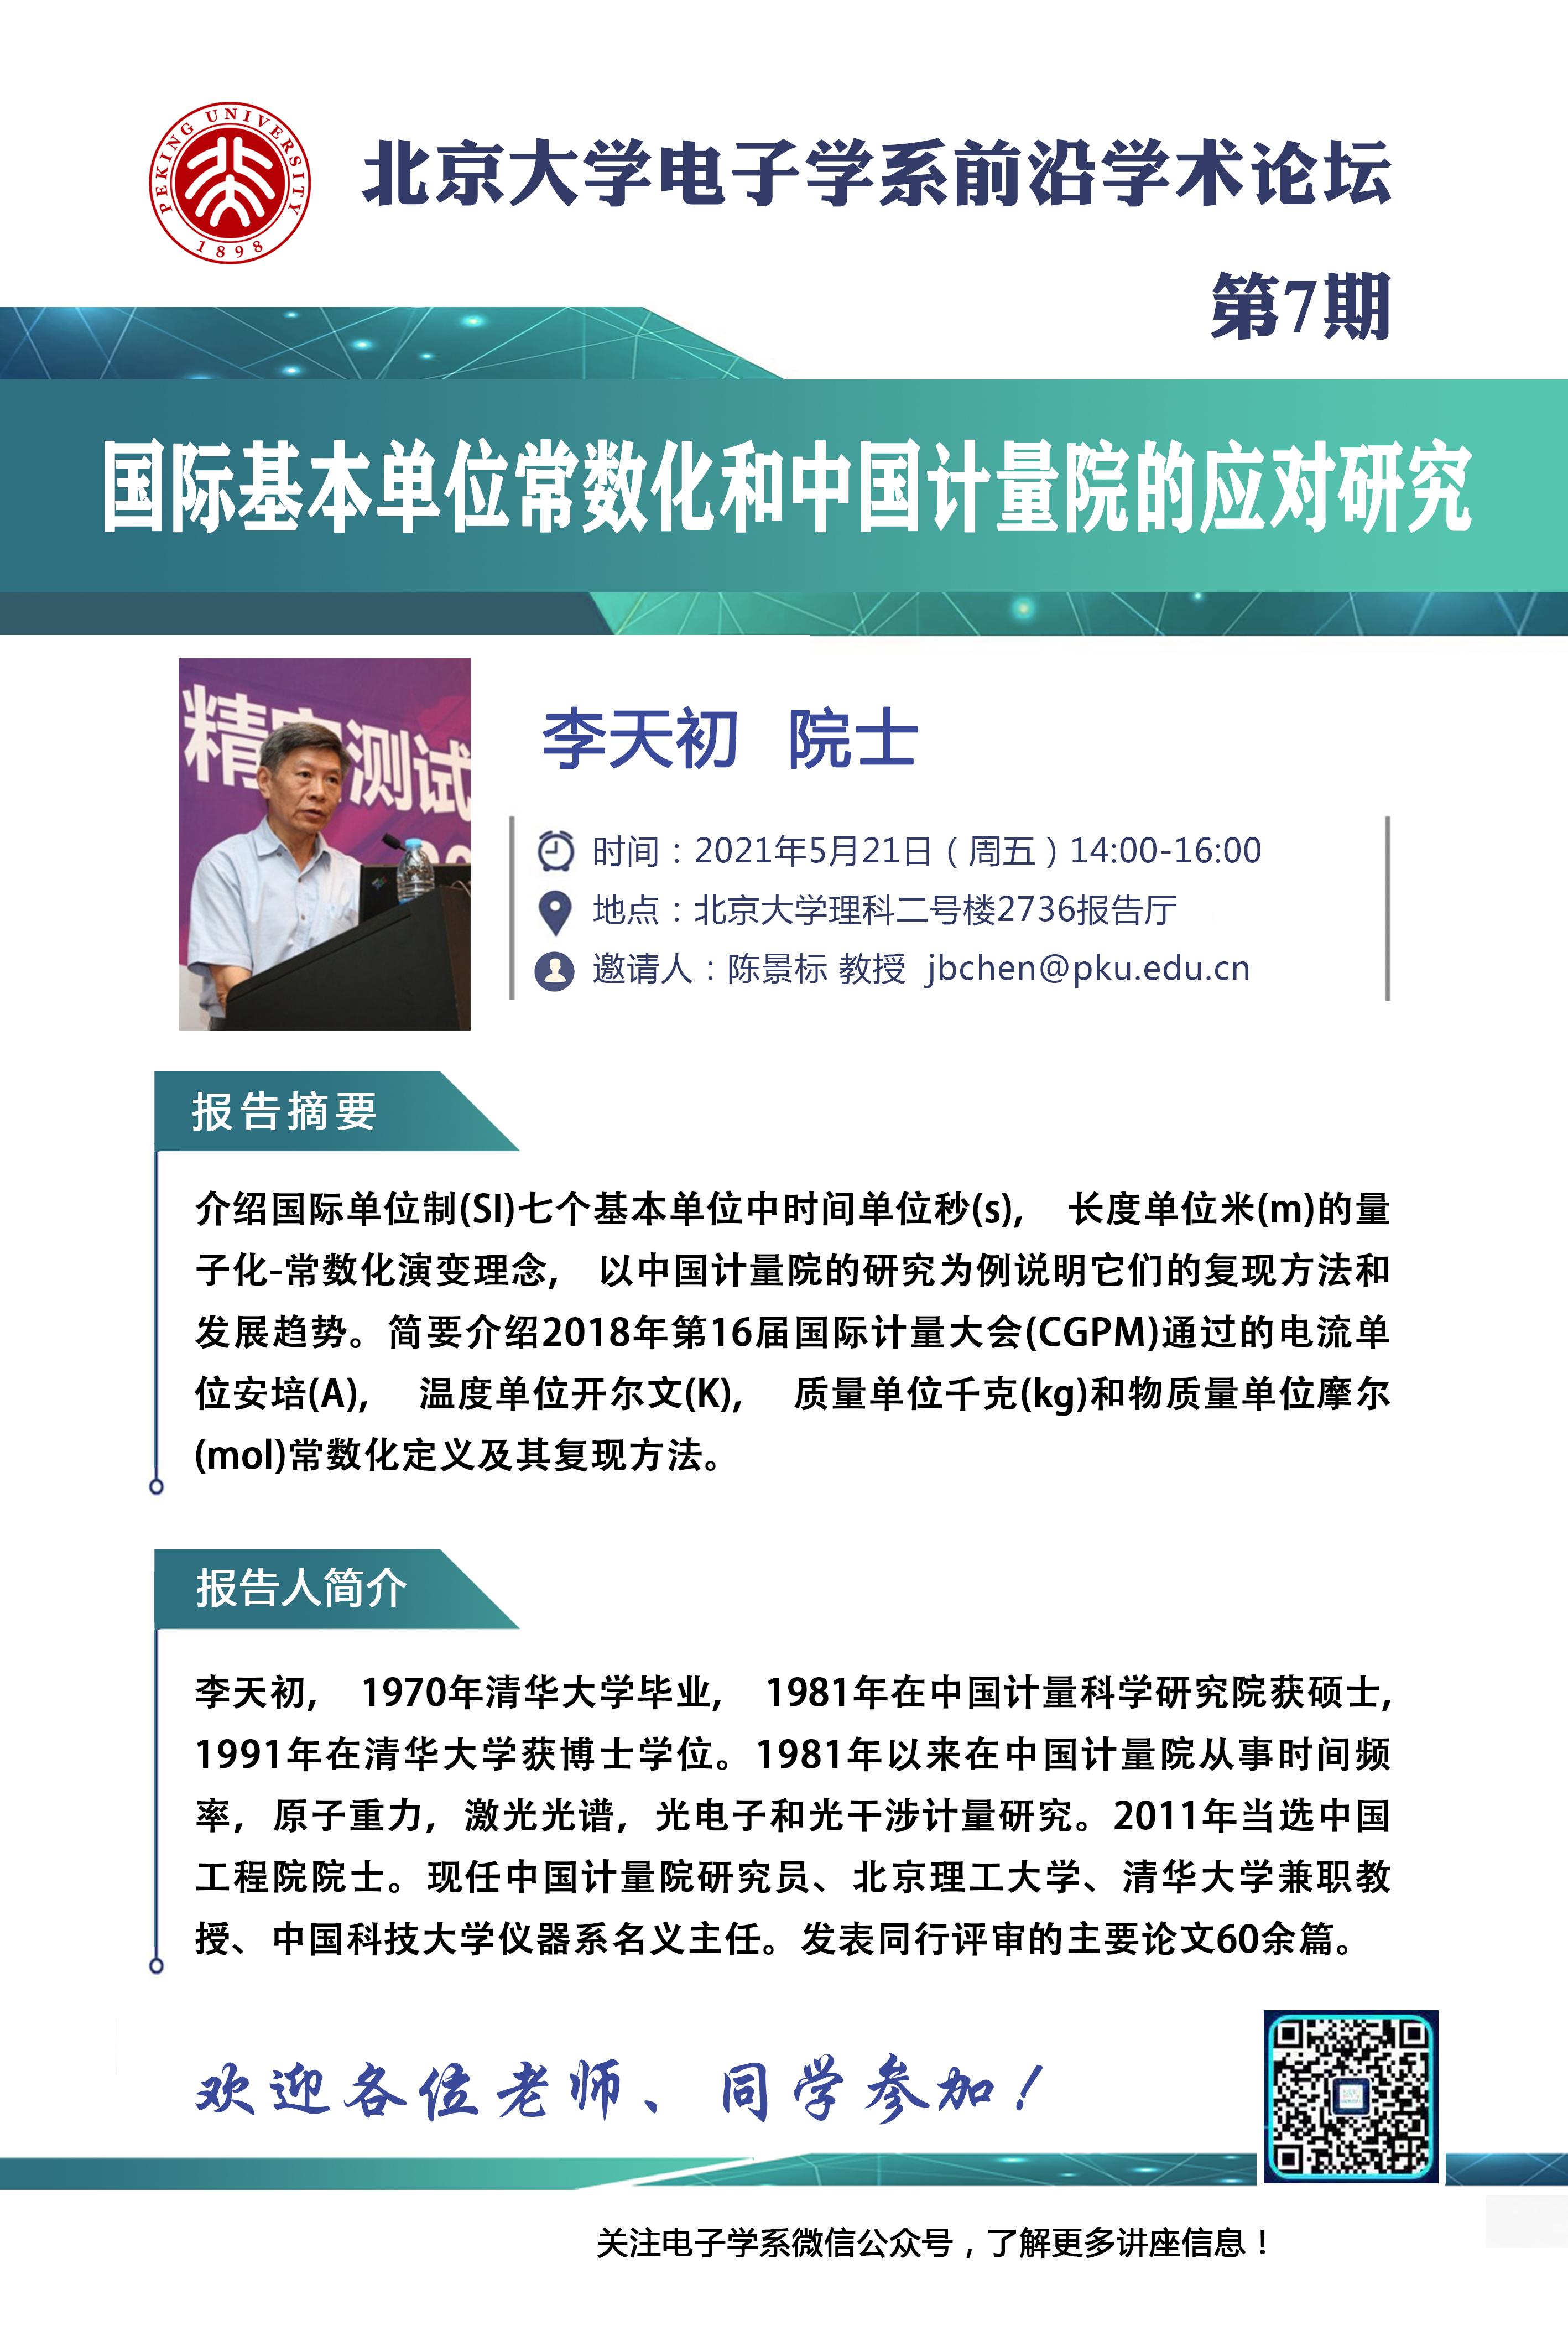 PEKING UNIVERSITY
1898
北京大学电子学系前沿学术论坛
第7期
国际基本单位常数化和中国计量院的应对研究
精 测试
李天初 院士
时间：2021年5月21日（周五）14:00-16:00
地点：北京大学理科二号楼2736报告厅
邀请人：陈景标 教授 jbchen@pku.edu.cn
报告摘要
介绍国际单位制(SI)七个基本单位中时间单位秒(s), 长度单位米(m)的量
子化-常数化演变理念, 以中国计量院的研究为例说明它们的复现方法和
发展趋势。简要介绍2018年第16届国际计量大会(CGPM)通过的电流单
位安培(A), 温度单位开尔文(K), 质量单位千克(kg)和物质量单位摩尔
(mol)常数化定义及其复现方法。
报告人简介
李天初, 1970年清华大学毕业, 1981年在中国计量科学研究院获硕士,
1991年在清华大学获博士学位。1981年以来在中国计量院从事时间频
率, 原子重力, 激光光谱, 光电子和光干涉计量研究。2011年当选中国
工程院院士。现任中国计量院研究员、北京理工大学、清华大学兼职教
授、中国科技大学仪器系名义主任。发表同行评审的主要论文60余篇。
欢迎各位老师、同学参加！
关注电子学系微信公众号，了解更多讲座信息！